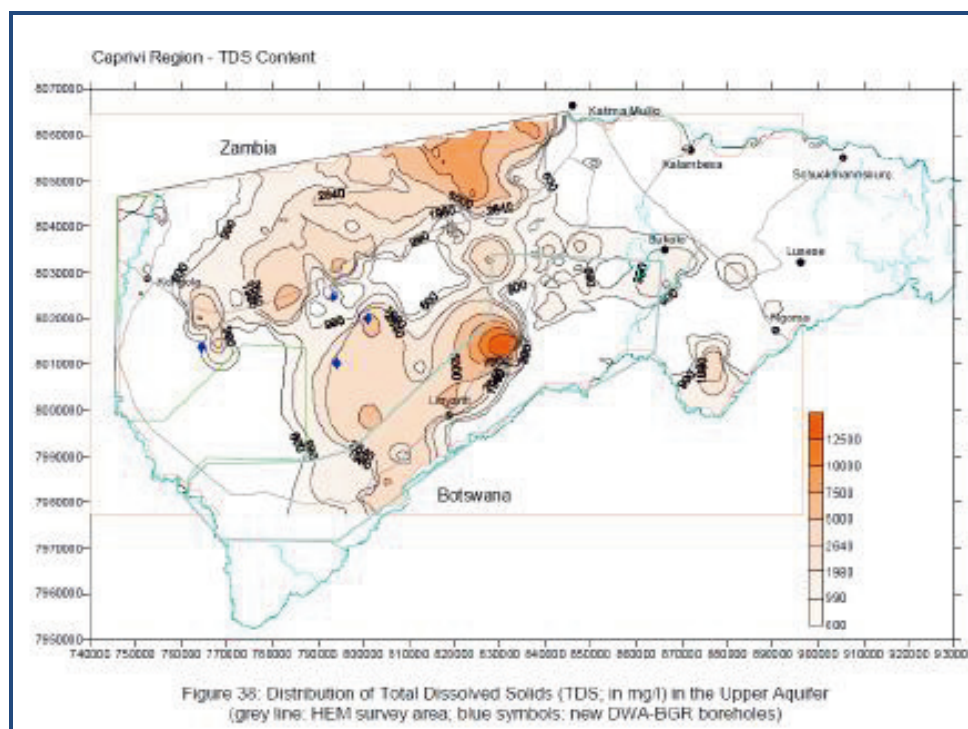 Caprivi Region - TDS Content
8070000
Katima Mulilo
8060000
Zambia
Kalambesa
Schuckmannsburg
8050000
2640
1980
2640
8040000
990
Bukalo
Lusese
8030000
Kongola
600
8020000
990
Ngoma
8010000
5000
8000000
Linyanti
7990000
7980000
Botswana
7970000
7960000
7950000
12500
10000
7500
5000
2640
1980
990
600
740000 750000 760000 770000 780000 790000 800000 810000 820000 830000 840000 850000 860000 870000 880000 890000 900000 910000 920000 93000
Figure 38: Distribution of Total Dissolved Solids (TDS; in mg/l) in the Upper Aquifer
(grey line: HEM survey area; blue symbols: new DWA-BGR boreholes)